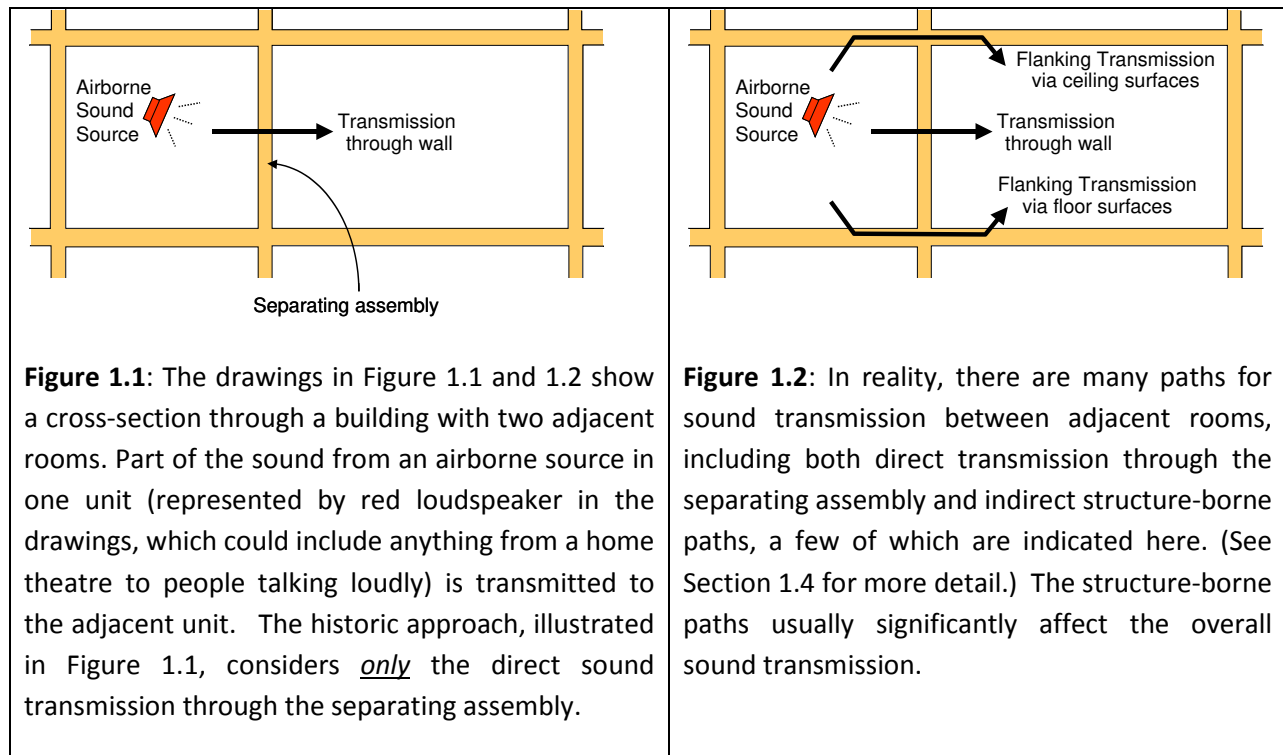 Airborne
Sound
Source
Transmission
through wall
Separating assembly
Figure 1.1: The drawings in Figure 1.1 and 1.2 show
a cross-section through a building with two adjacent
rooms. Part of the sound from an airborne source in
one unit (represented by red loudspeaker in the
drawings, which could include anything from a home
theatre to people talking loudly) is transmitted to
the adjacent unit. The historic approach, illustrated
in Figure 1.1, considers only the direct sound
transmission through the separating assembly.
Airborne
Sound
Source
Flanking Transmission
via ceiling surfaces
Transmission
through wall
Flanking Transmission
via floor surfaces
Figure 1.2: In reality, there are many paths for
sound transmission between adjacent rooms,
including both direct transmission through the
separating assembly and indirect structure-borne
paths, a few of which are indicated here. (See
Section 1.4 for more detail.) The structure-borne
paths usually significantly affect the overall
sound transmission.